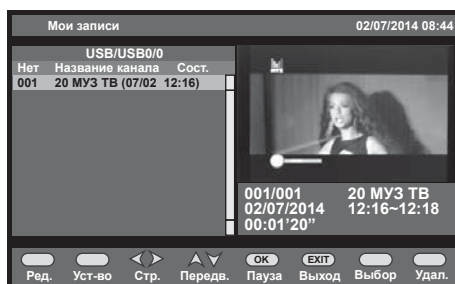 Мои записи 02/07/2014 08:44
USB/USB0/0
Нет Название канала Сост.
001 20 МУЗ ТВ (07/02 12:16)
001/001 20 МУЗ ТВ
02/07/2014 12:16~12:18
00:01'20"
OK EXIT
Ред. Уст-во Стр. Передв. Пауза Выход Выбор Удал.